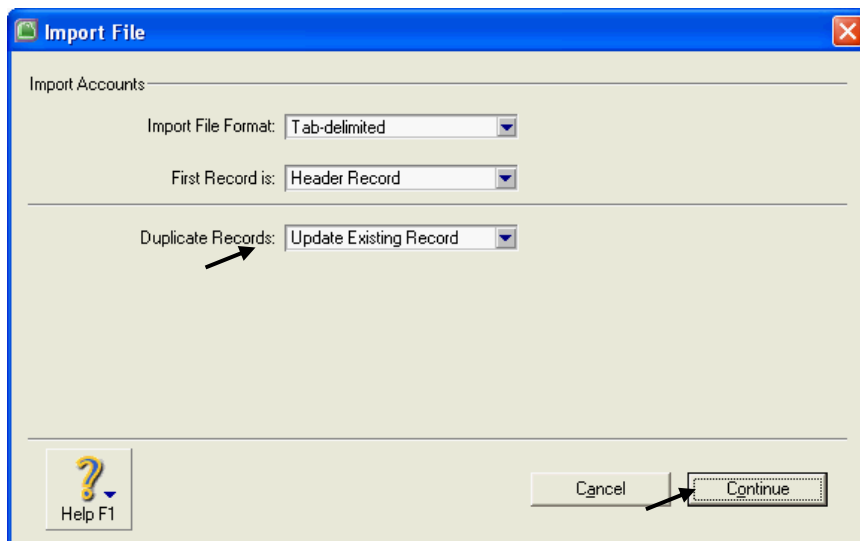 Import File
Import Accounts
Import File Format: Tab-delimited
First Record is: Header Record
Duplicate Records: Update Existing Record
Help F1
Cancel
Continue